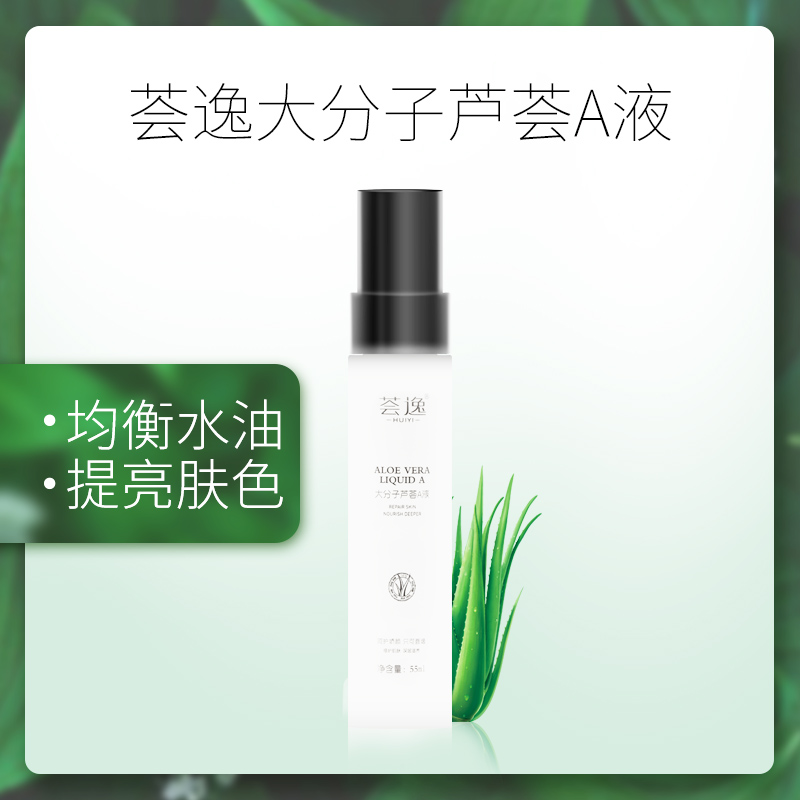 荟逸大分子芦荟A液
· 均衡水油
· 提亮肤色
荟逸
HUIYI
ALOE VERA
LIQUID A
大分子芦荟A液
REPAIR SKIN
NOURISH DEEPER
净含量：55ml